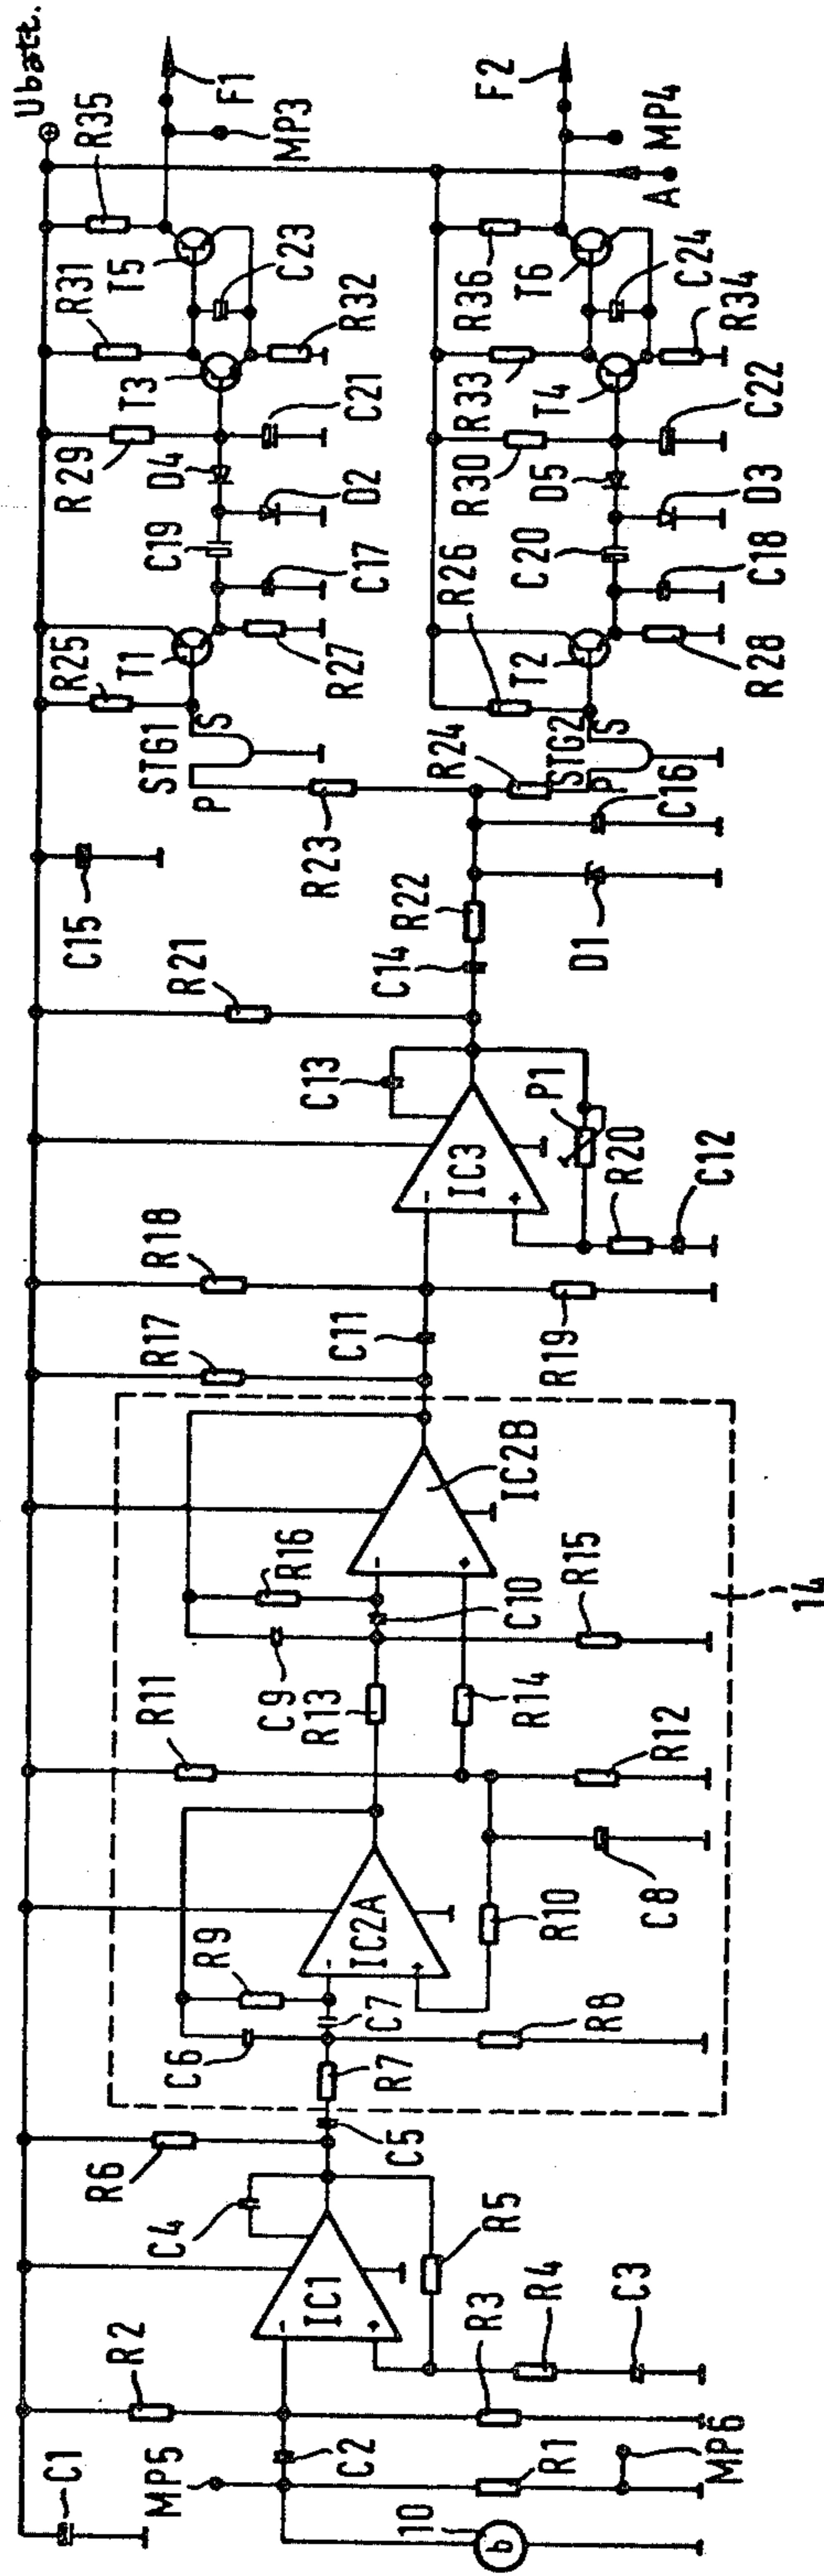 Ubatt.
C1
R2
MP5
C2
10
b
R1
MP6
R3
R4
C3
IC1
-
+
C4
R5
R6
C5
R7
C6
R9
C7
R8
IC2A
-
+
R10
C8
R11
R12
C9
R13
R14
R16
C10
R15
IC2B
-
+
14
R17
R18
C11
R19
IC3
-
+
C13
P1
R20
C12
R21
C14
R22
C15
D1
C16
R23
R24
STG1
P
S
STG2
P
S
R25
T1
R27
C17
C19
D2
D4
R29
C21
T3
R31
R32
C23
T5
R35
F1
MP3
R26
T2
R28
C18
C20
D3
D5
R30
C22
T4
R33
R34
C24
T6
R36
F2
MP4
A